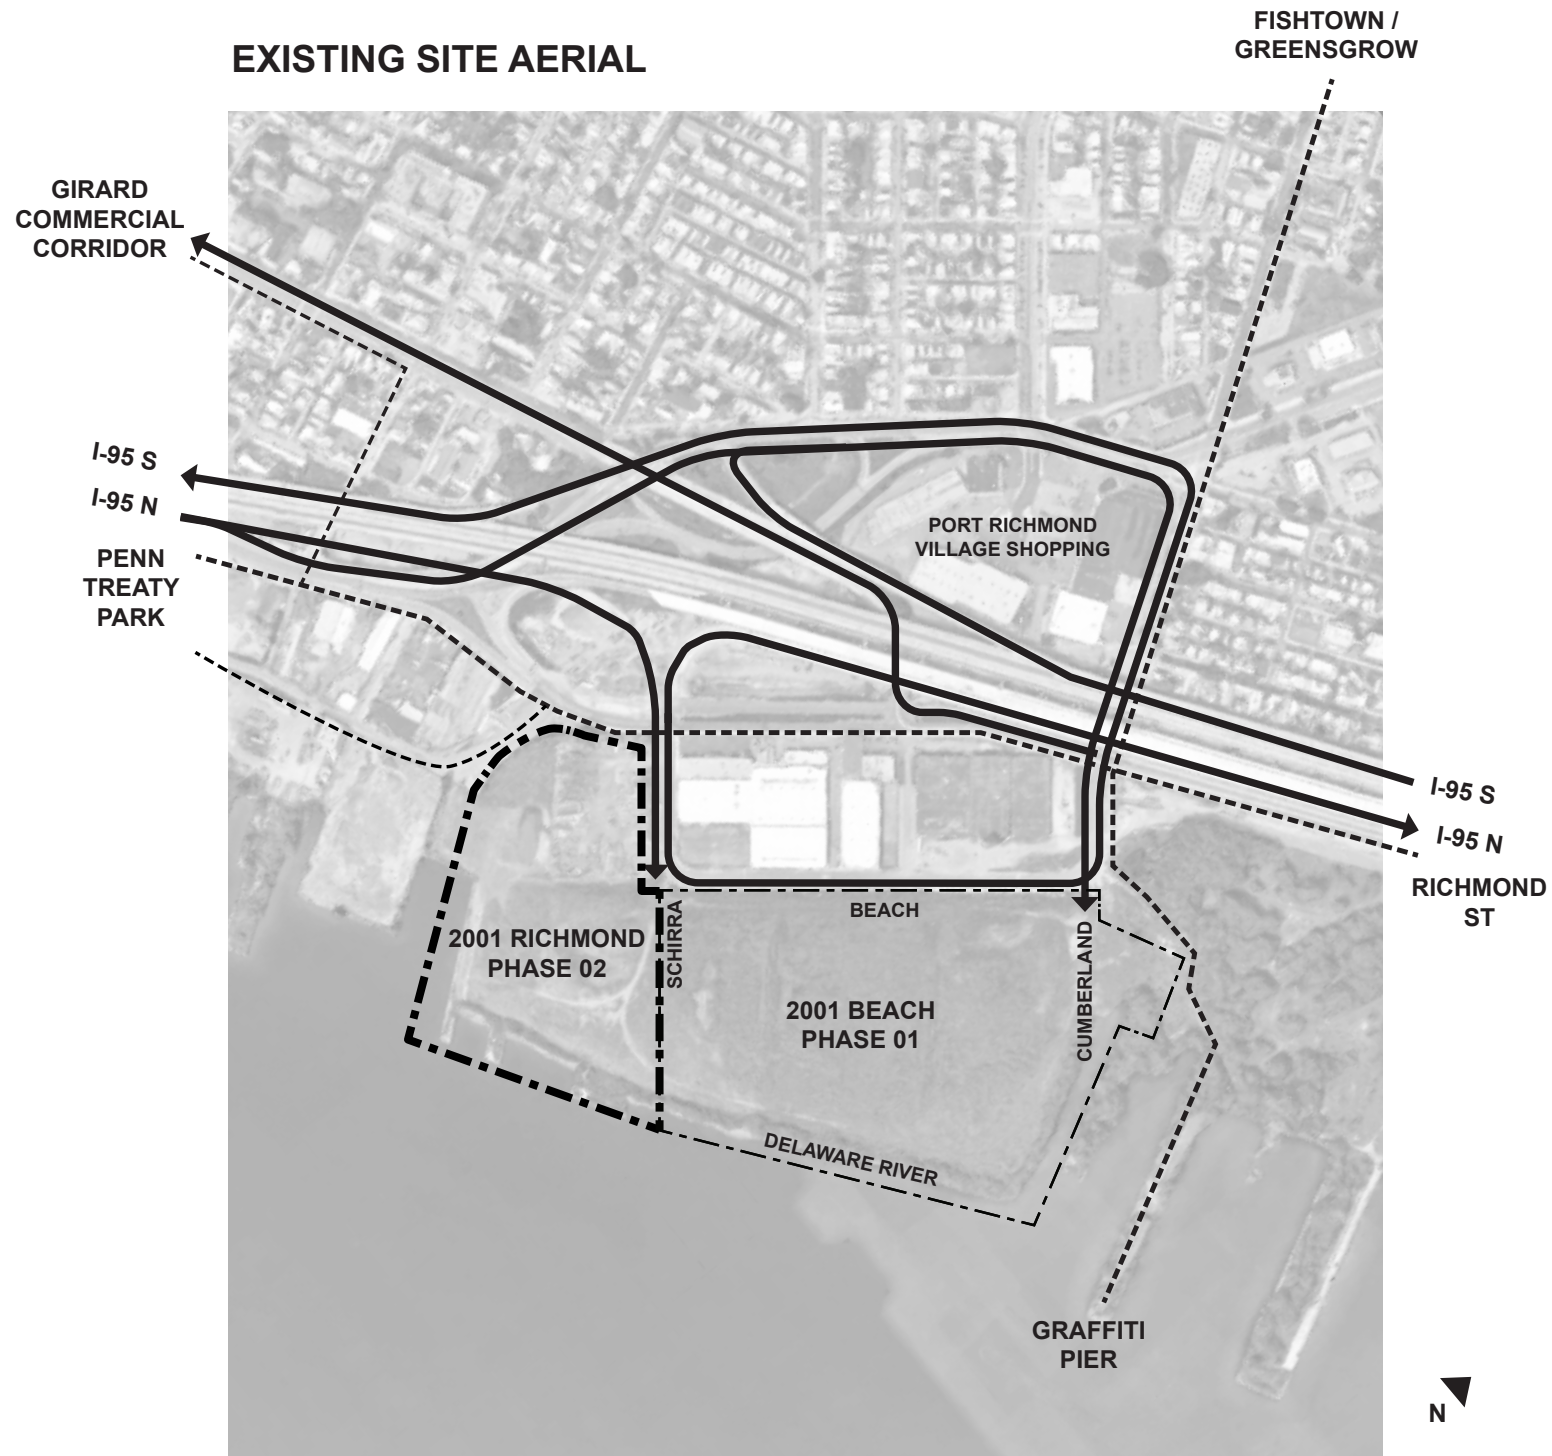 FISHTOWN /
GREENSGROW
EXISTING SITE AERIAL
GIRARD
COMMERCIAL
CORRIDOR
I-95 S
I-95 N
PENN
TREATY
PARK
PORT RICHMOND
VILLAGE SHOPPING
I-95 S
I-95 N
RICHMOND
ST
BEACH
SCHIRRA
CUMBERLAND
2001 RICHMOND
PHASE 02
2001 BEACH
PHASE 01
DELAWARE RIVER
GRAFFITI
PIER
N